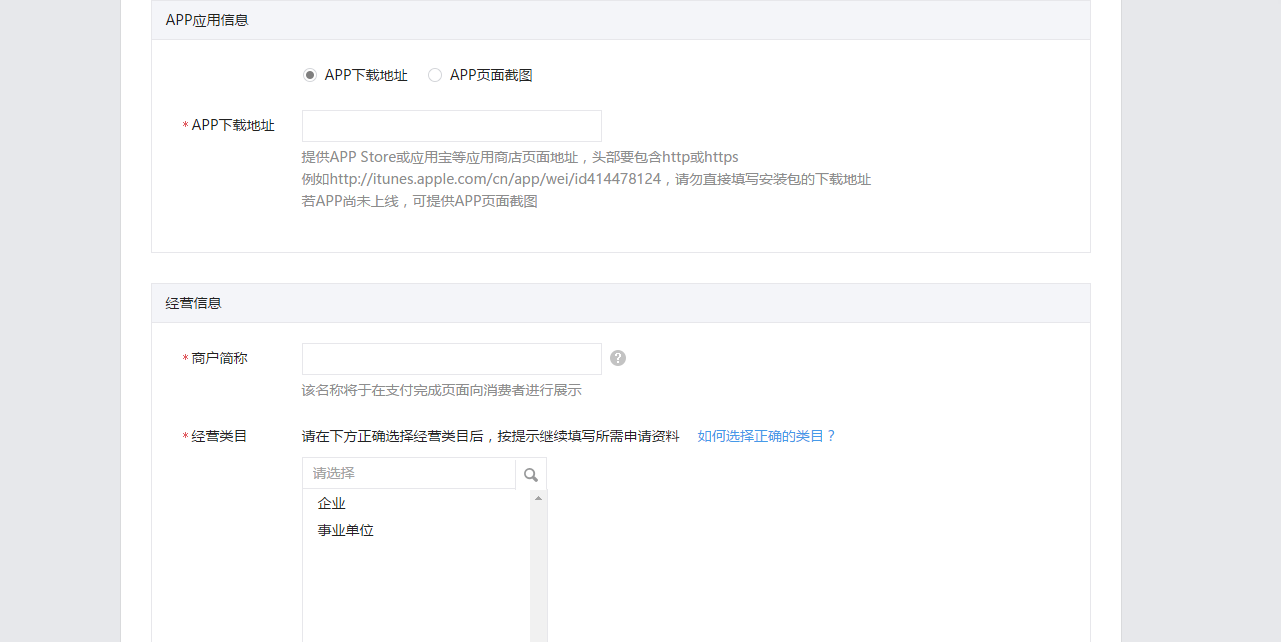 APP应用信息
APP下载地址 APP页面截图
*APP下载地址
提供APP Store或应用宝等应用商店页面地址，头部要包含http或https
例如http://itunes.apple.com/cn/app/wei/id414478124，请勿直接填写安装包的下载地址
若APP尚未上线，可提供APP页面截图
经营信息
*商户简称 ?
该名称将于在支付完成页面向消费者进行展示
*经营类目 请在下方正确选择经营类目后，按提示继续填写所需申请资料 如何选择正确的类目？
请选择
企业
事业单位